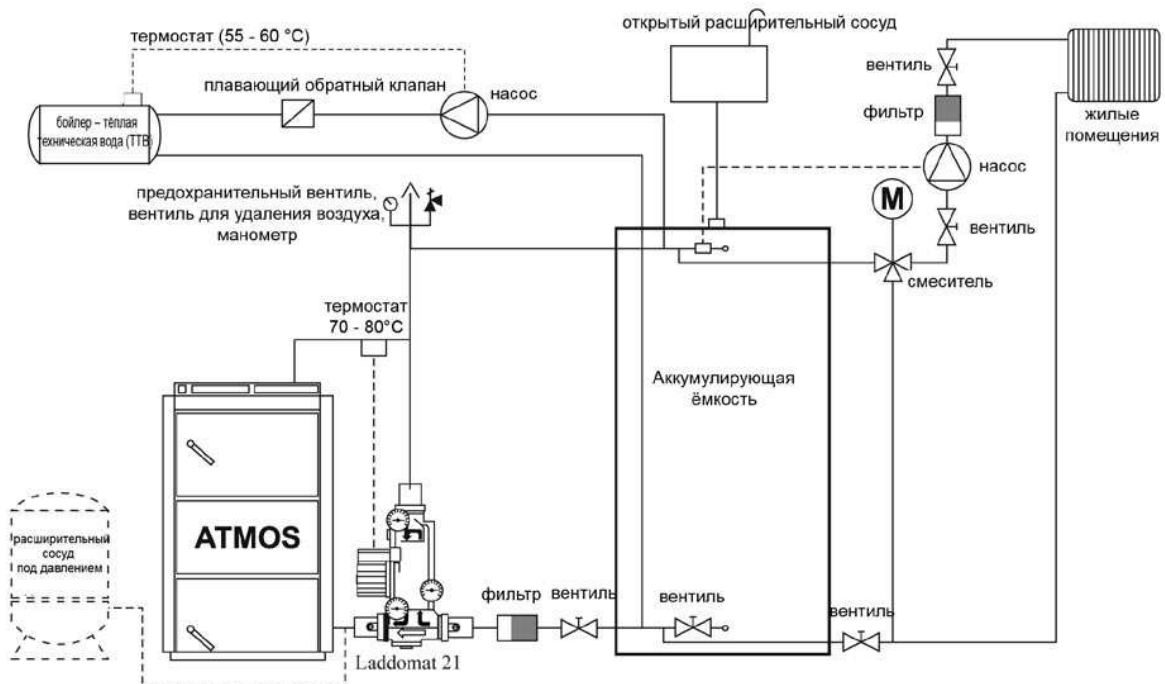 открытый расширительный сосуд
термостат (55 - 60 °C)
плавающий обратный клапан
насос
бойлер – тёплая
техническая вода (ТТВ)
предохранительный вентиль,
вентиль для удаления воздуха,
манометр
вентиль
фильтр
жилые
помещения
насос
M
вентиль
смеситель
термостат
70 - 80°C
Аккумулирующая
ёмкость
ATMOS
расширительный
сосуд
под давлением
фильтр
вентиль
вентиль
вентиль
Laddomat 21